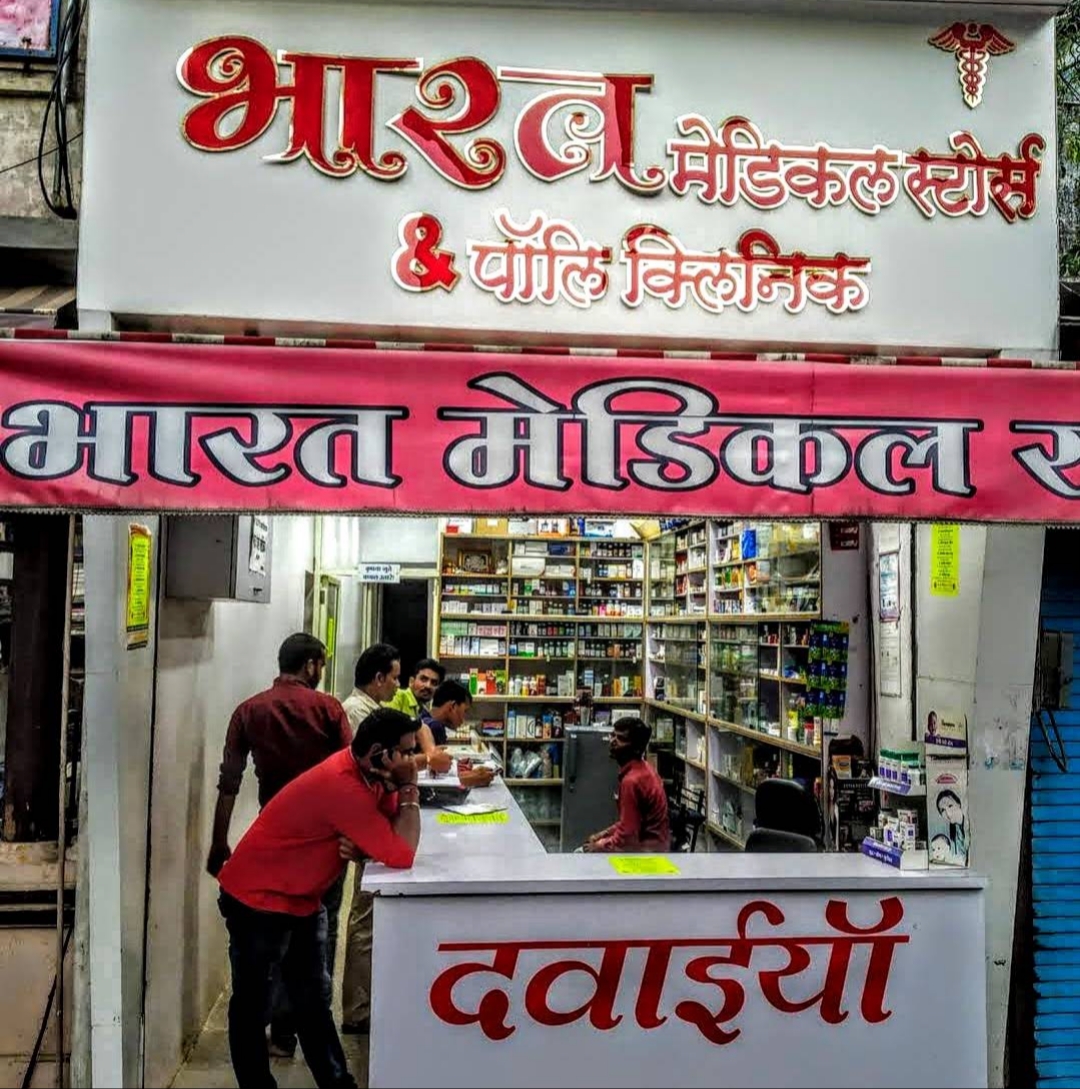 भारत मेडिकल स्टोर्स
& पॉलि क्लिनिक
भारत मेडिकल
दवाईयॉ